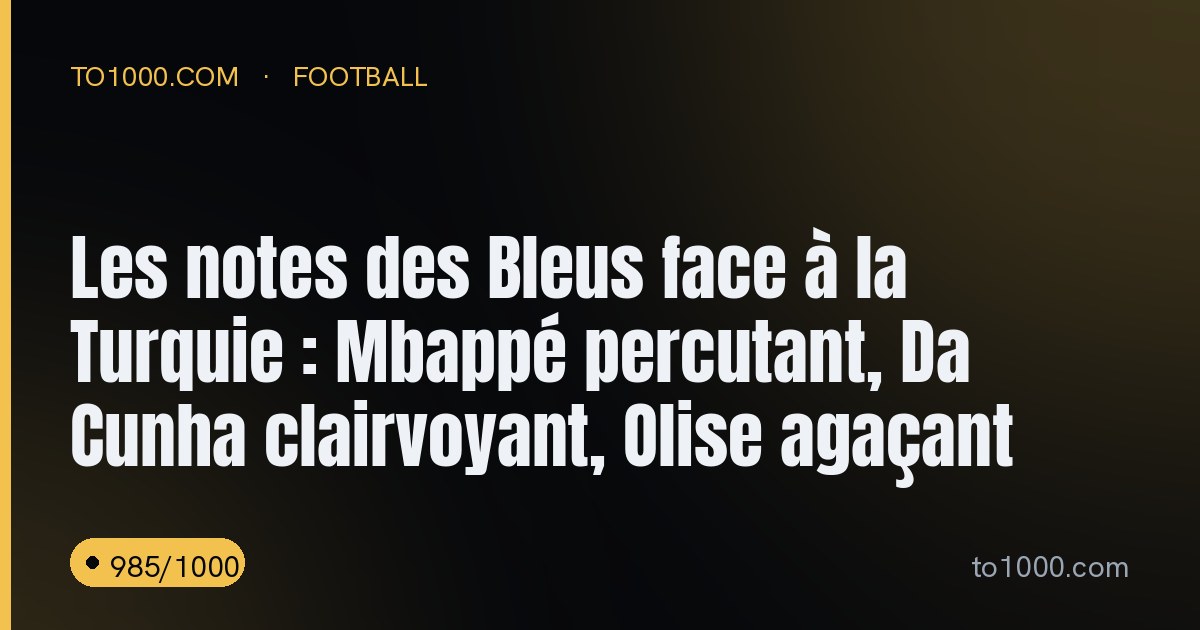 TO1000.COM · FOOTBALL
Les notes des Bleus face à la
Turquie : Mbappé percutant, Da
Cunha clairvoyant, Olise agaçant
985/1000
to1000.com